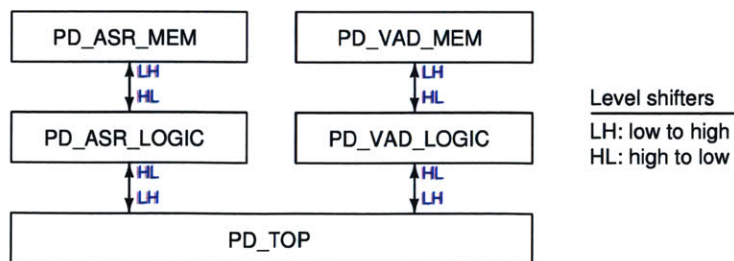 PD_ASR_MEM
PD_VAD_MEM
LH
HL
LH
HL
PD_ASR_LOGIC
PD_VAD_LOGIC
HL
LH
HL
LH
PD_TOP
Level shifters
LH: low to high
HL: high to low